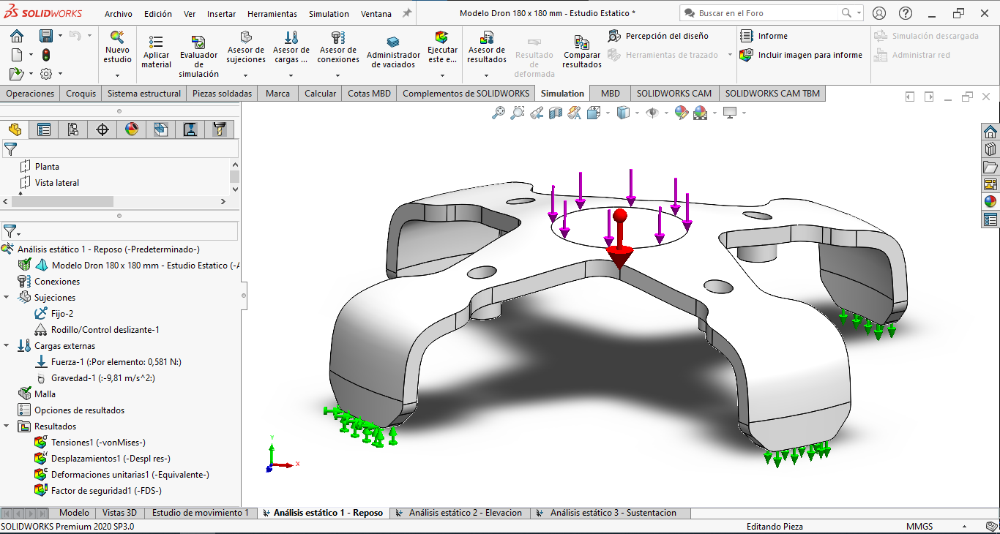 SOLIDWORKS
Archivo Edición Ver Insertar Herramientas Simulation Ventana
Modelo Dron 180 x 180 mm - Estudio Estatico *
Buscar en el Foro
Nuevo
estudio
Aplicar
material
Evaluador
de
simulación
Asesor de
sujeciones
Asesor de
cargas ...
Asesor de
conexiones
Administrador
de vaciados
Ejecutar
este e...
Asesor de
resultados
Resultado
de
deformada
Comparar
resultados
Percepción del diseño
Herramientas de trazado
Informe
Incluir imagen para informe
Simulación descargada
Administrar red
Operaciones Croquis Sistema estructural Piezas soldadas Marca Calcular Cotas MBD Complementos de SOLIDWORKS Simulation MBD SOLIDWORKS CAM SOLIDWORKS CAM TBM
Planta
Vista lateral
Análisis estático 1 - Reposo (-Predeterminado-)
Modelo Dron 180 x 180 mm - Estudio Estatico (-A
Conexiones
Sujeciones
Fijo-2
Rodillo/Control deslizante-1
Cargas externas
Fuerza-1 (:Por elemento: 0,581 N:)
Gravedad-1 (:-9,81 m/s^2:)
Malla
Opciones de resultados
Resultados
Tensiones1 (-vonMises-)
Desplazamientos1 (-Despl res-)
Deformaciones unitarias1 (-Equivalente-)
Factor de seguridad1 (-FDS-)
Y
X
Modelo Vistas 3D Estudio de movimiento 1 Análisis estático 1 - Reposo Análisis estático 2 - Elevacion Análisis estático 3 - Sustentacion
SOLIDWORKS Premium 2020 SP3.0
Editando Pieza
MMGS